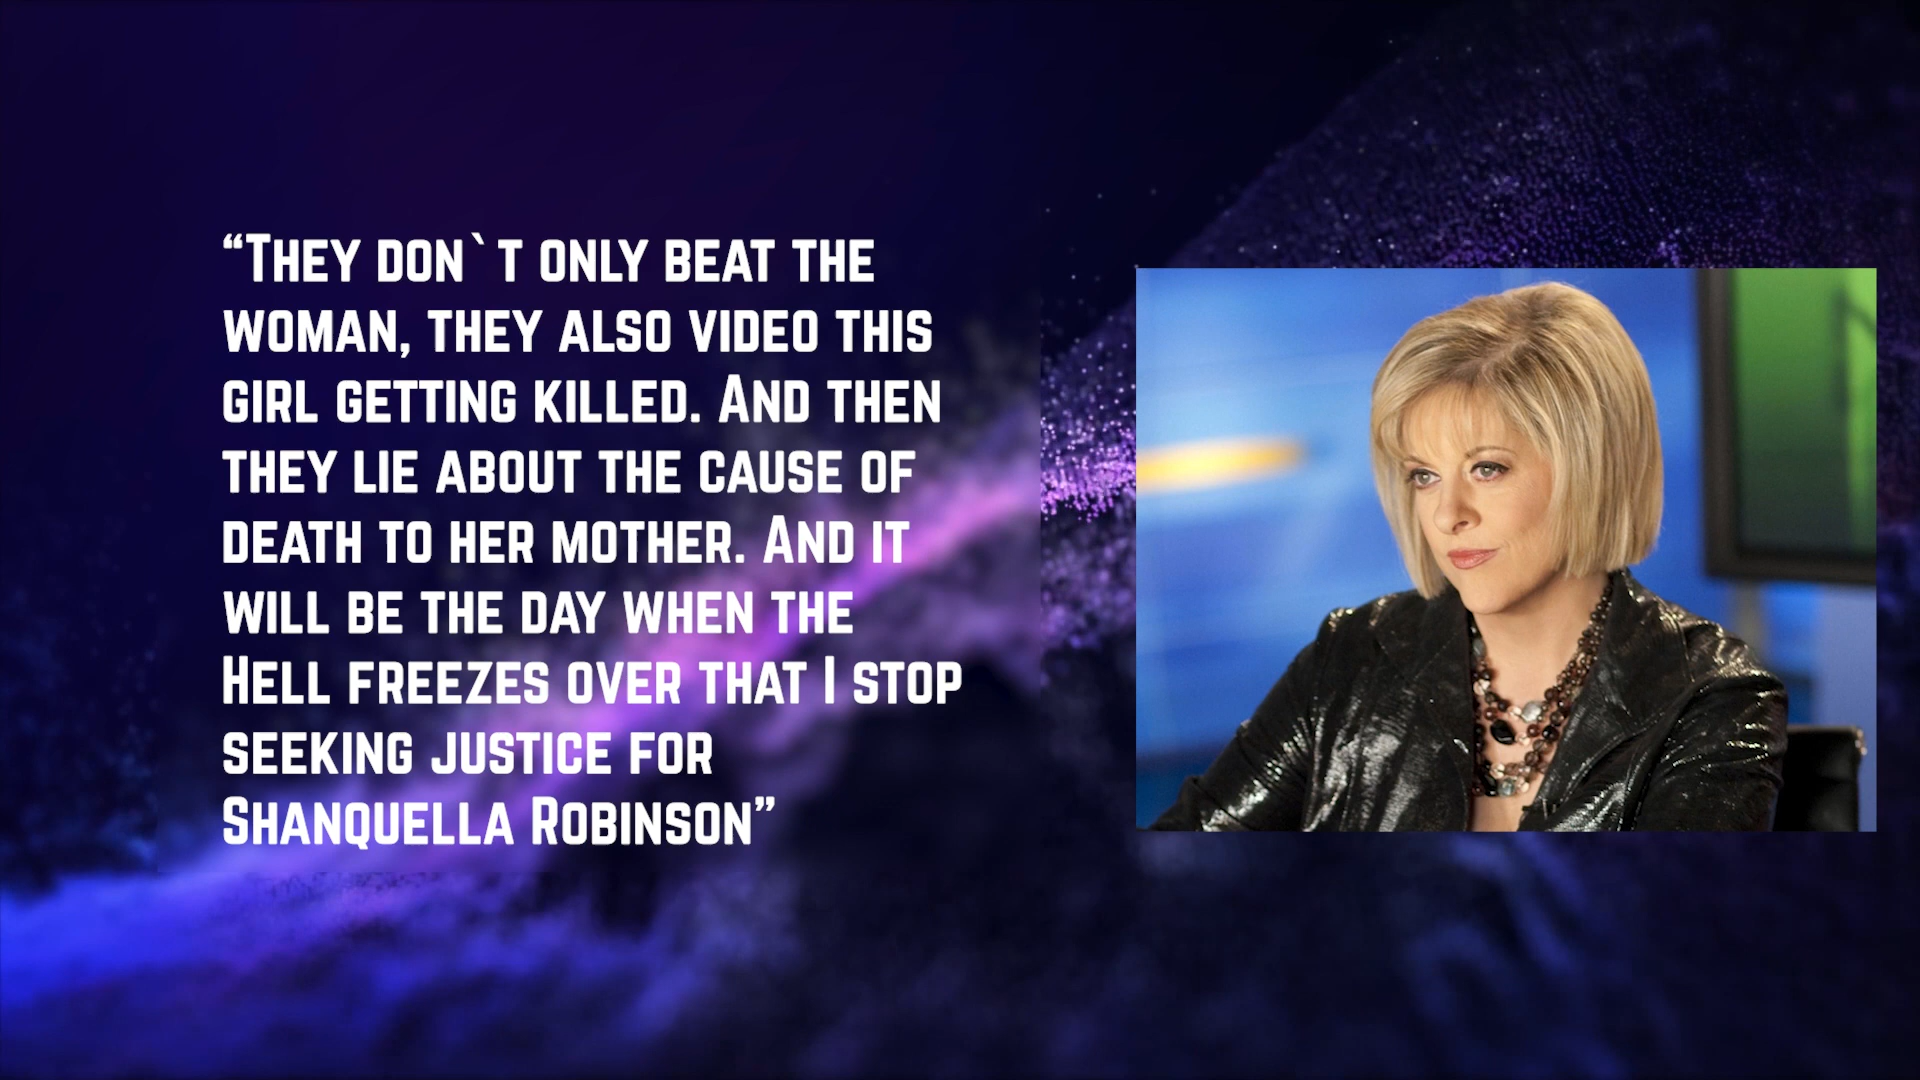 “They don`t only beat the
woman, they also video this
girl getting killed. And then
they lie about the cause of
death to her mother. And it
will be the day when the
Hell freezes over that I stop
seeking justice for
Shanquella Robinson”